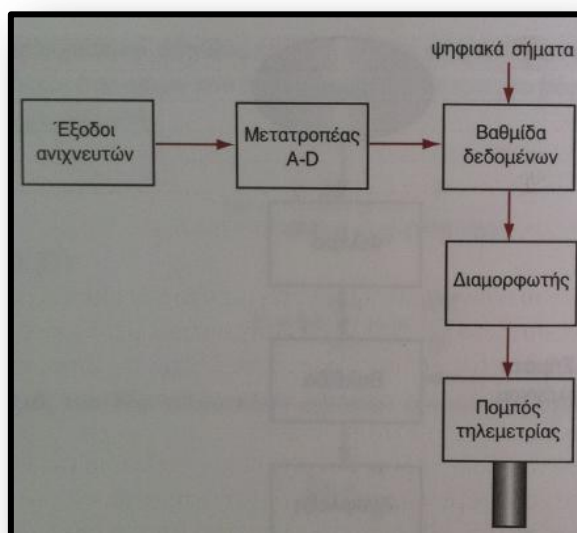 ψηφιακά σήματα
Έξοδοι
ανιχνευτών
Μετατροπέας
A-D
Βαθμίδα
δεδομένων
Διαμορφωτής
Πομπός
τηλεμετρίας